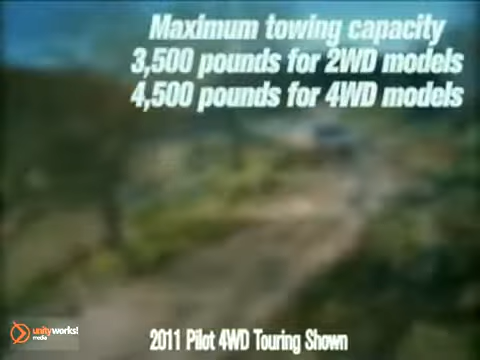 Maximum towing capacity
3,500 pounds for 2WD models
4,500 pounds for 4WD models
unityworks!
media
2011 Pilot 4WD Touring Shown